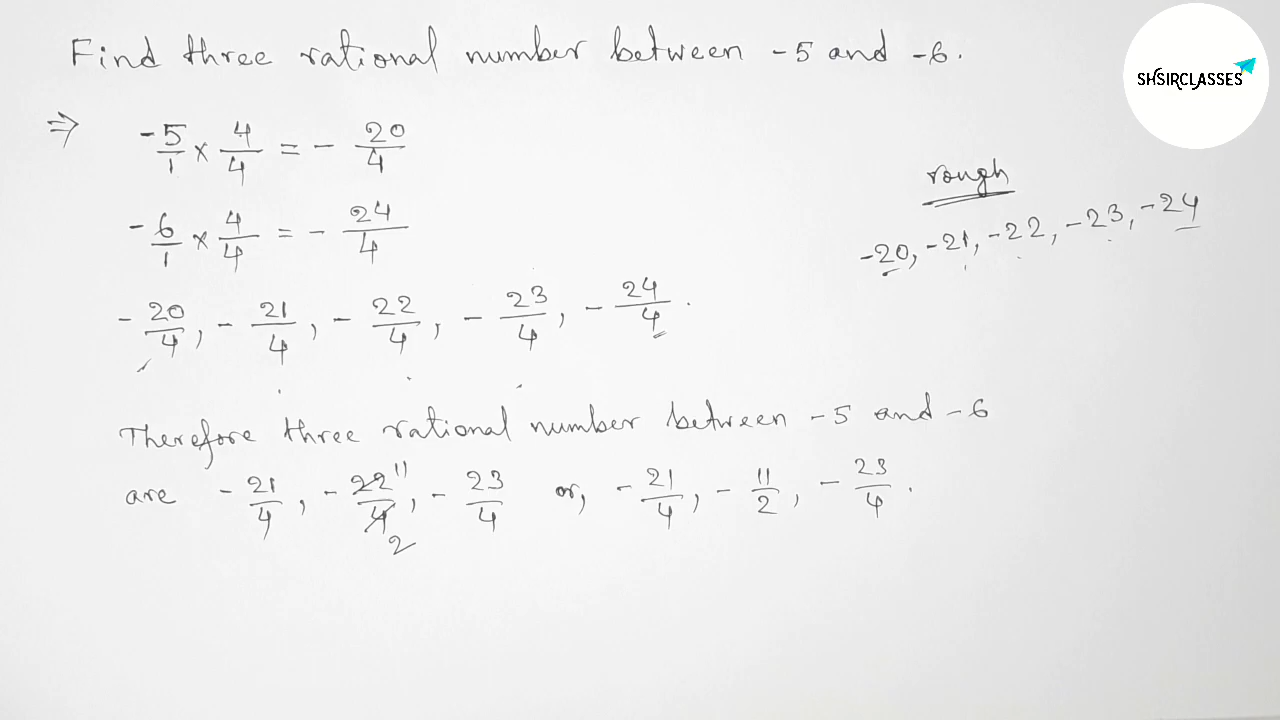 Find three rational number between -5 and -6.
SHSIRCLASSES
⇒ -5/1 × 4/4 = - 20/4
rough
-6/1 × 4/4 = - 24/4
-20, -21, -22, -23, -24
- 20/4, - 21/4, - 22/4, - 23/4, - 24/4.
Therefore three rational number between -5 and -6
are - 21/4, - 22/4 11 2, - 23/4 or, - 21/4, - 11/2, - 23/4.